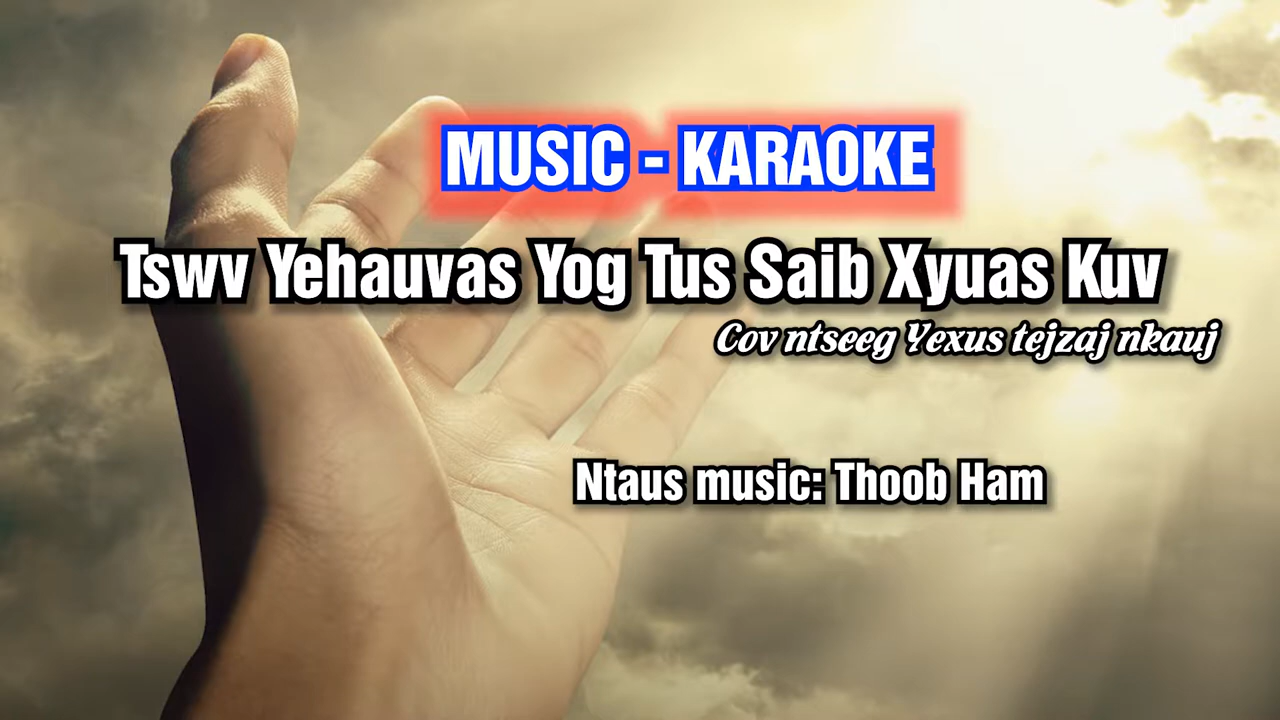 MUSIC - KARAOKE
Tswv Yehauvas Yog Tus Saib Xyuas Kuv
Cov ntseeg Yexus tejzaj nkauj
Ntaus music: Thoob Ham